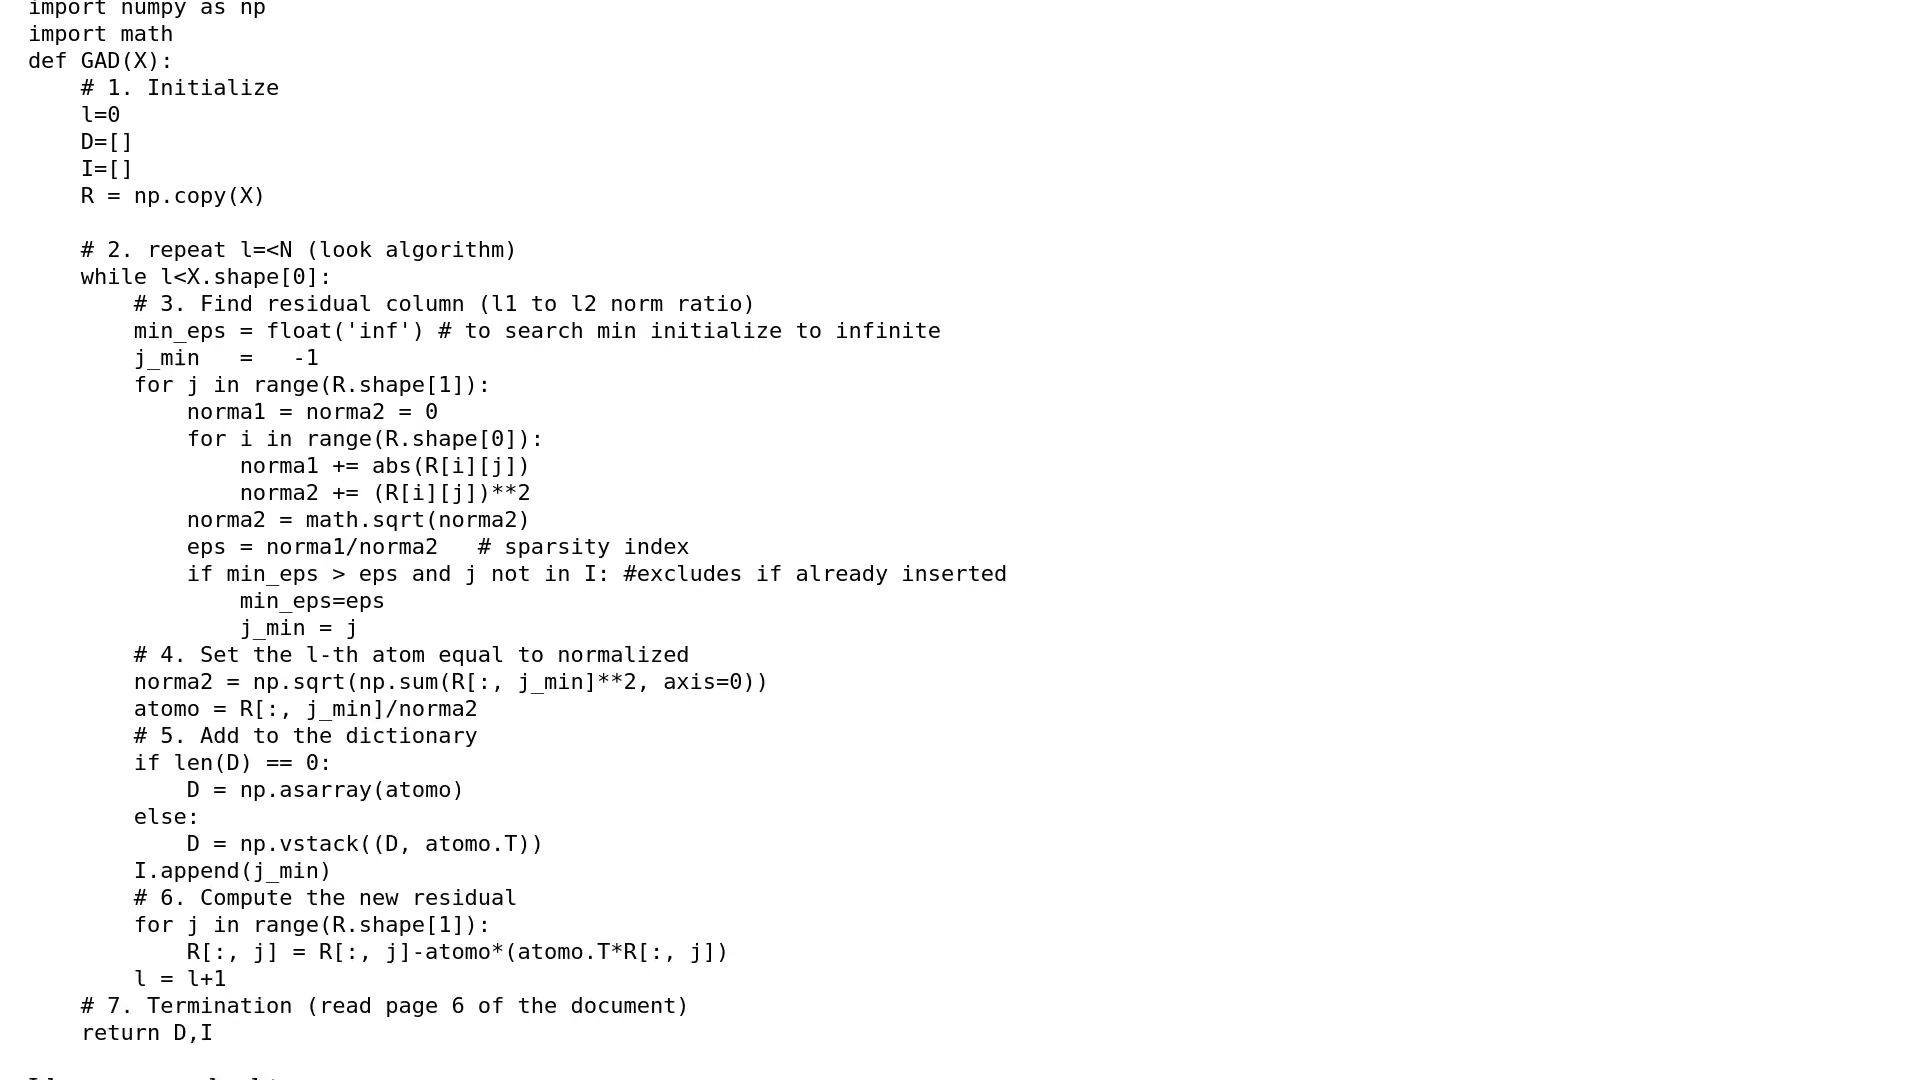 import numpy as np
import math
def GAD(X):
    # 1. Initialize
    l=0
    D=[]
    I=[]
    R = np.copy(X)

    # 2. repeat l=<N (look algorithm)
    while l<X.shape[0]:
        # 3. Find residual column (l1 to l2 norm ratio)
        min_eps = float('inf') # to search min initialize to infinite
        j_min   =   -1
        for j in range(R.shape[1]):
            norma1 = norma2 = 0
            for i in range(R.shape[0]):
                norma1 += abs(R[i][j])
                norma2 += (R[i][j])**2
            norma2 = math.sqrt(norma2)
            eps = norma1/norma2   # sparsity index
            if min_eps > eps and j not in I: #excludes if already inserted
                min_eps=eps
                j_min = j
        # 4. Set the l-th atom equal to normalized
        norma2 = np.sqrt(np.sum(R[:, j_min]**2, axis=0))
        atomo = R[:, j_min]/norma2
        # 5. Add to the dictionary
        if len(D) == 0:
            D = np.asarray(atomo)
        else:
            D = np.vstack((D, atomo.T))
        I.append(j_min)
        # 6. Compute the new residual
        for j in range(R.shape[1]):
            R[:, j] = R[:, j]-atomo*(atomo.T*R[:, j])
        l = l+1
    # 7. Termination (read page 6 of the document)
    return D,I